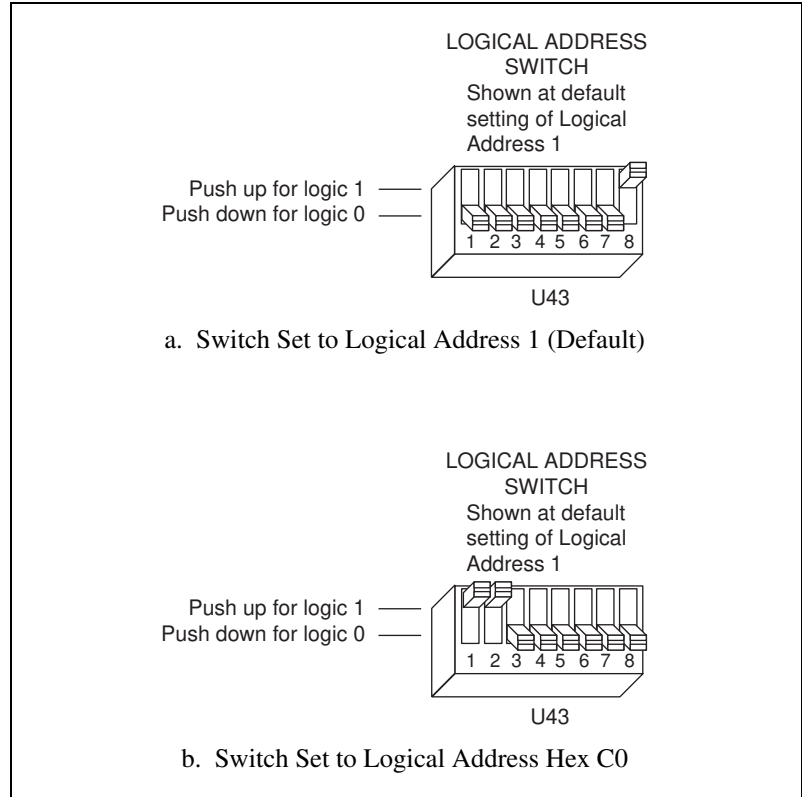 LOGICAL ADDRESS
SWITCH
Shown at default
setting of Logical
Address 1
Push up for logic 1
Push down for logic 0
1 2 3 4 5 6 7 8
U43
a. Switch Set to Logical Address 1 (Default)
LOGICAL ADDRESS
SWITCH
Shown at default
setting of Logical
Address 1
Push up for logic 1
Push down for logic 0
1 2 3 4 5 6 7 8
U43
b. Switch Set to Logical Address Hex C0